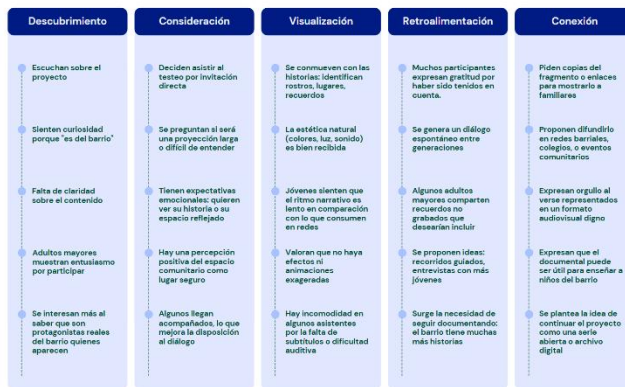 Descubrimiento
Escuchan sobre el
proyecto
Sienten curiosidad
porque "es del barrio"
Falta de claridad
sobre el contenido
Adultos mayores
muestran entusiasmo por
participar
Se interesan más al
saber que son
protagonistas reales
del barrio quienes
aparecen
Consideración
Deciden asistir al
testeo por invitación
directa
Se preguntan si será
una proyección larga
o difícil de entender
Tienen expectativas
emocionales: quieren
ver su historia o su
espacio reflejado
Hay una percepción
positiva del espacio
comunitario como
lugar seguro
Algunos llegan
acompañados, lo que
mejora la disposición
al diálogo
Visualización
Se conmueven con las
historias: identifican
rostros, lugares,
recuerdos
La estética natural
(colores, luz, sonido)
es bien recibida
Jóvenes sienten que
el ritmo narrativo es
lento en comparación
con lo que consumen
en redes
Valoran que no haya
efectos ni
animaciones
exageradas
Hay incomodidad en
algunos asistentes
por la falta de
subtítulos o dificultad
auditiva
Retroalimentación
Muchos participantes
expresan gratitud por
haber sido tenidos en
cuenta.
Se genera un diálogo
espontáneo entre
generaciones
Algunos adultos
mayores comparten
recuerdos no
grabados que
desearían incluir
Se proponen ideas:
recorridos guiados,
entrevistas con más
jóvenes
Surge la necesidad de
seguir documentando:
el barrio tiene muchas
más historias
Conexión
Piden copias del
fragmento o enlaces
para mostrarlo a
familiares
Proponen difundirlo
en redes barriales,
colegios, o eventos
comunitarios
Expresan orgullo al
verse representados
en un formato
audiovisual digno
Expresan que el
documental puede
ser útil para enseñar a
niños del barrio
Se plantea la idea de
continuar el proyecto
como una serie
abierta o archivo
digital